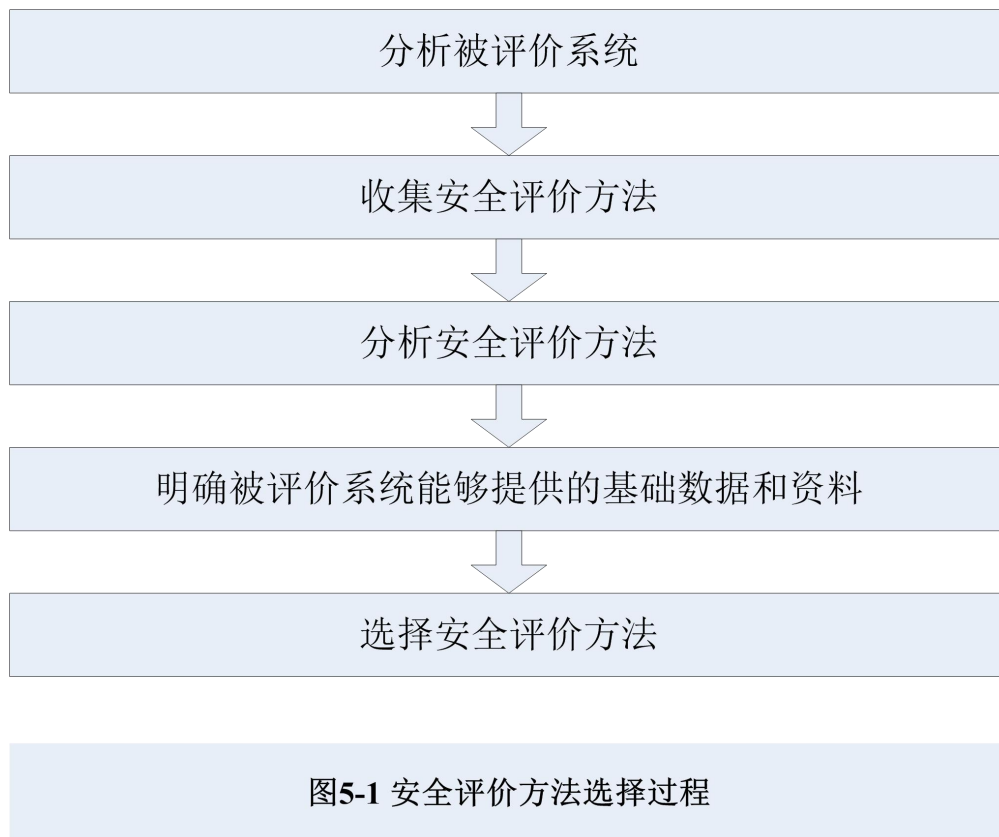 分析被评价系统
收集安全评价方法
分析安全评价方法
明确被评价系统能够提供的基础数据和资料
选择安全评价方法
图5-1 安全评价方法选择过程